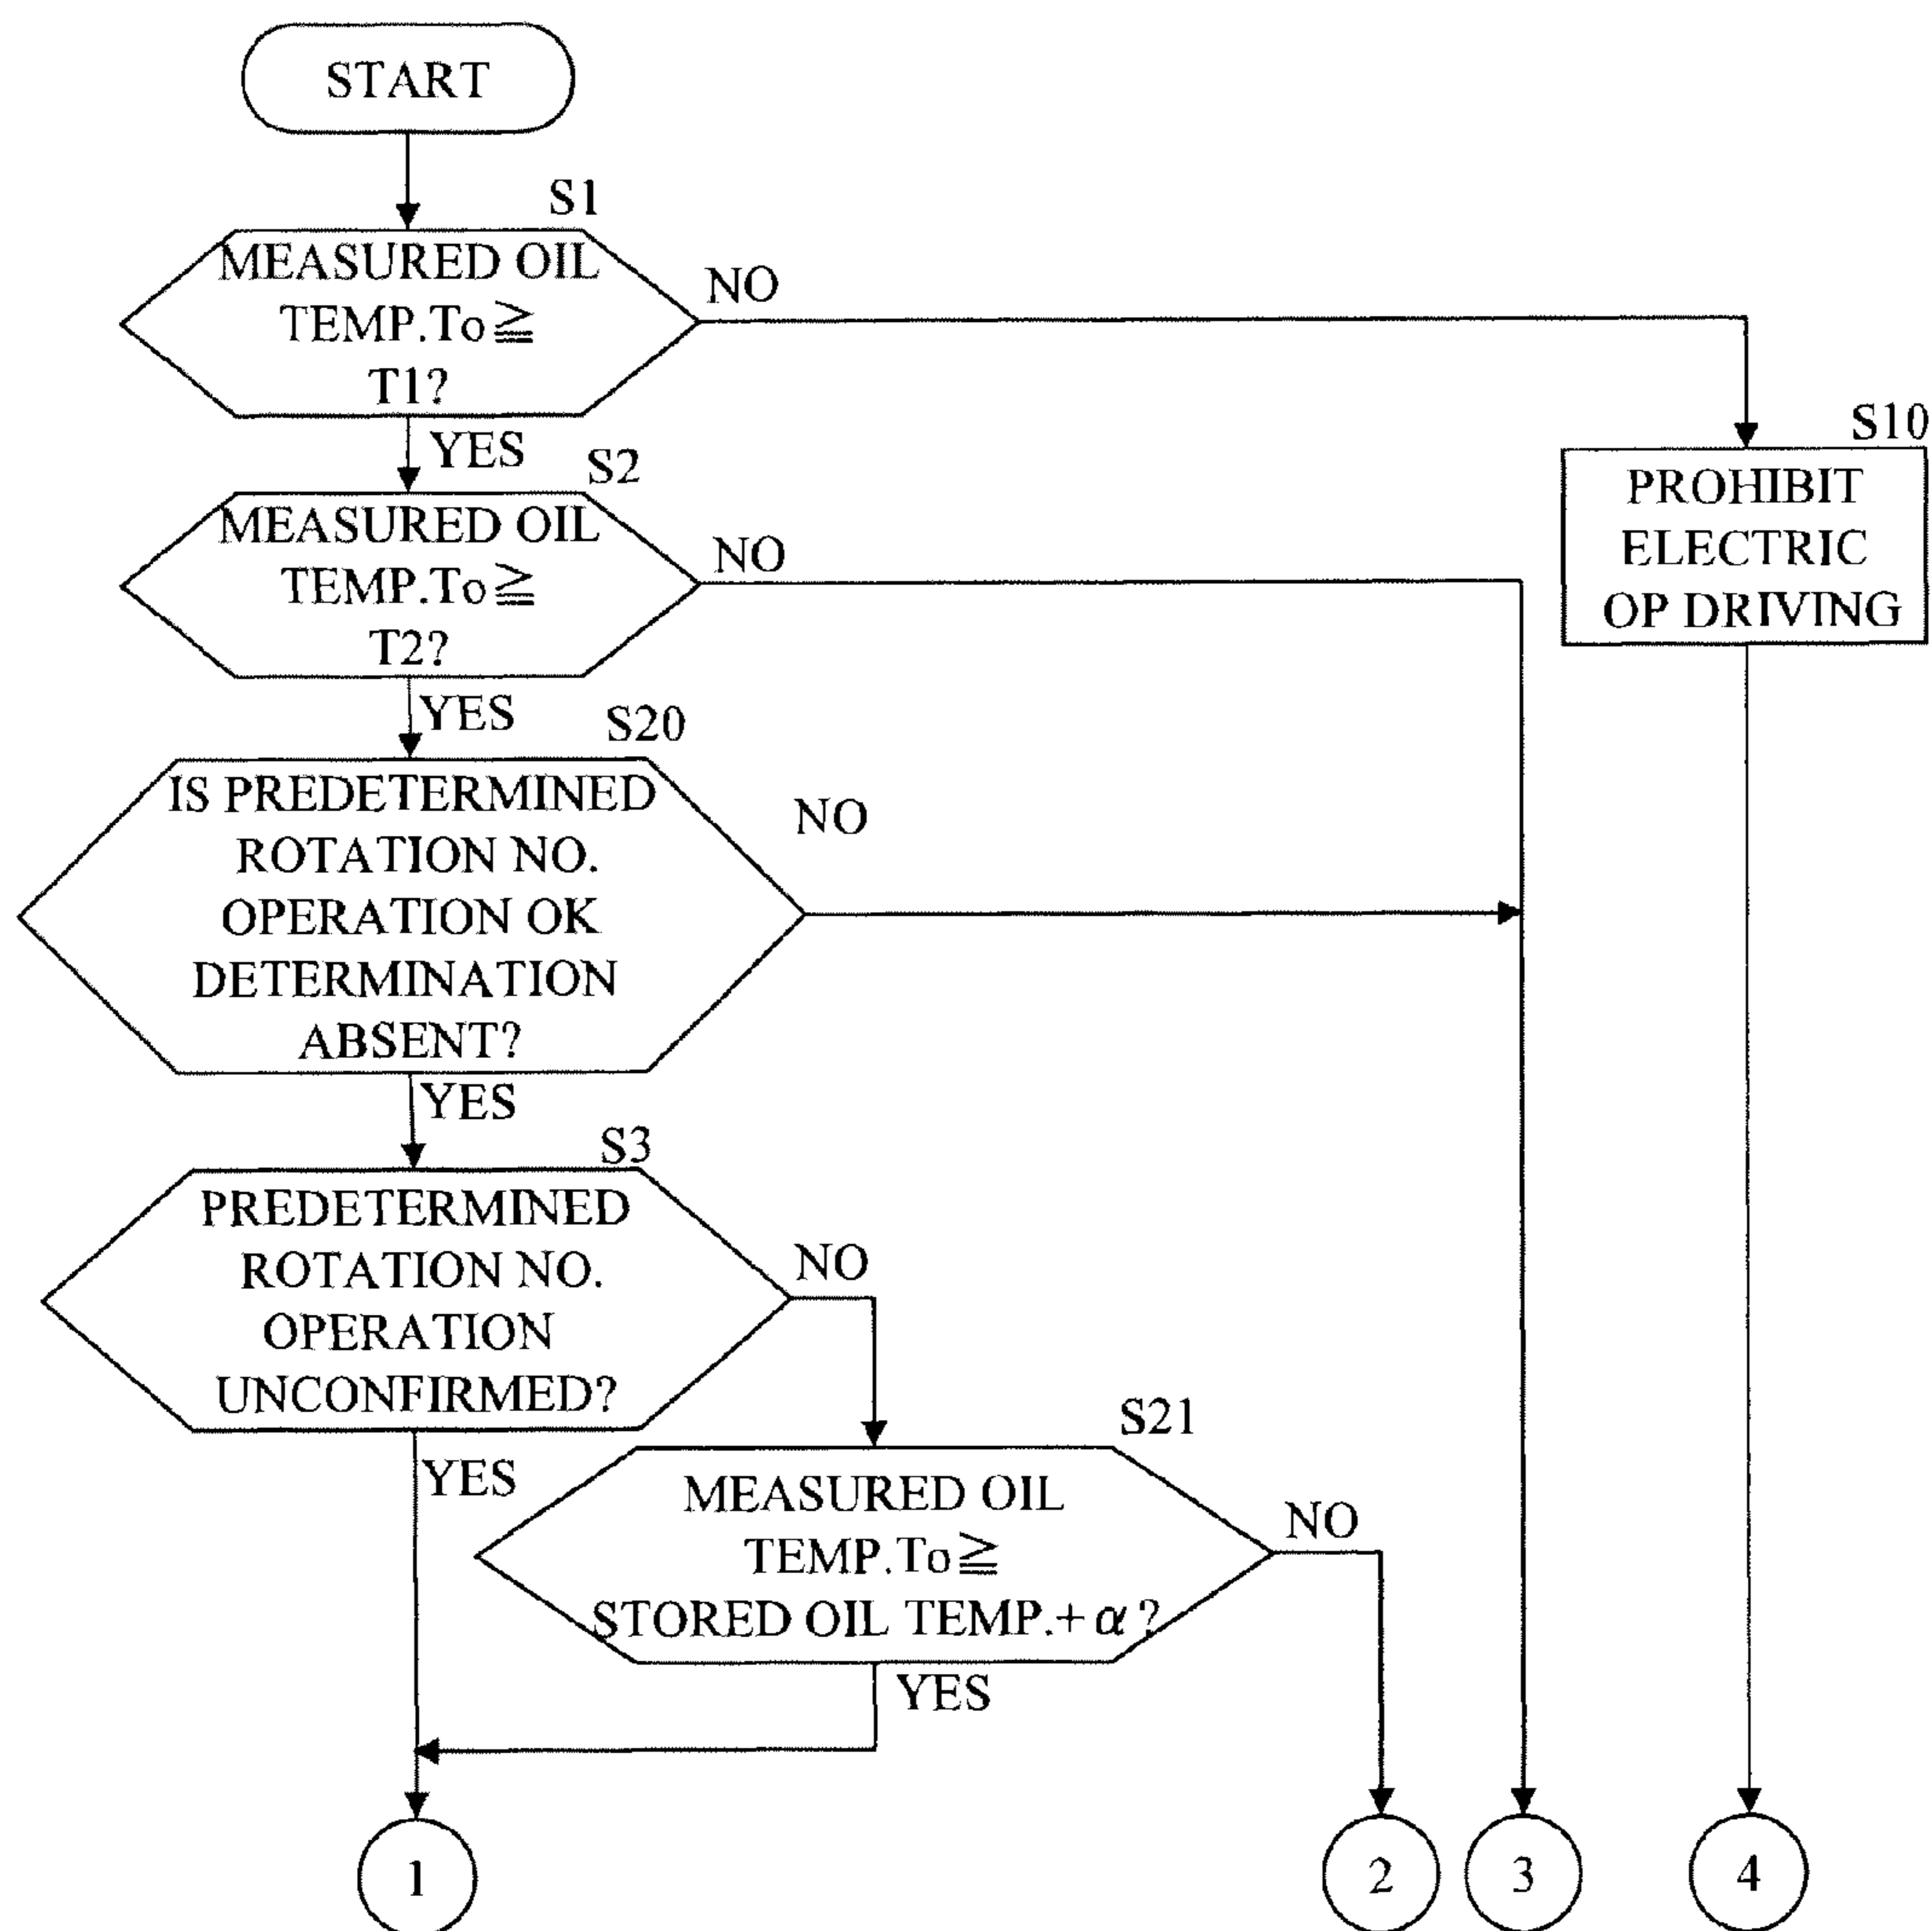 START
S1
MEASURED OIL
TEMP.To≧
T1?
NO
YES
S10
PROHIBIT
ELECTRIC
OP DRIVING
S2
MEASURED OIL
TEMP.To≧
T2?
NO
YES
S20
IS PREDETERMINED
ROTATION NO.
OPERATION OK
DETERMINATION
ABSENT?
NO
YES
S3
PREDETERMINED
ROTATION NO.
OPERATION
UNCONFIRMED?
NO
YES
S21
MEASURED OIL
TEMP.To≧
STORED OIL TEMP.+α?
NO
YES
1
2
3
4